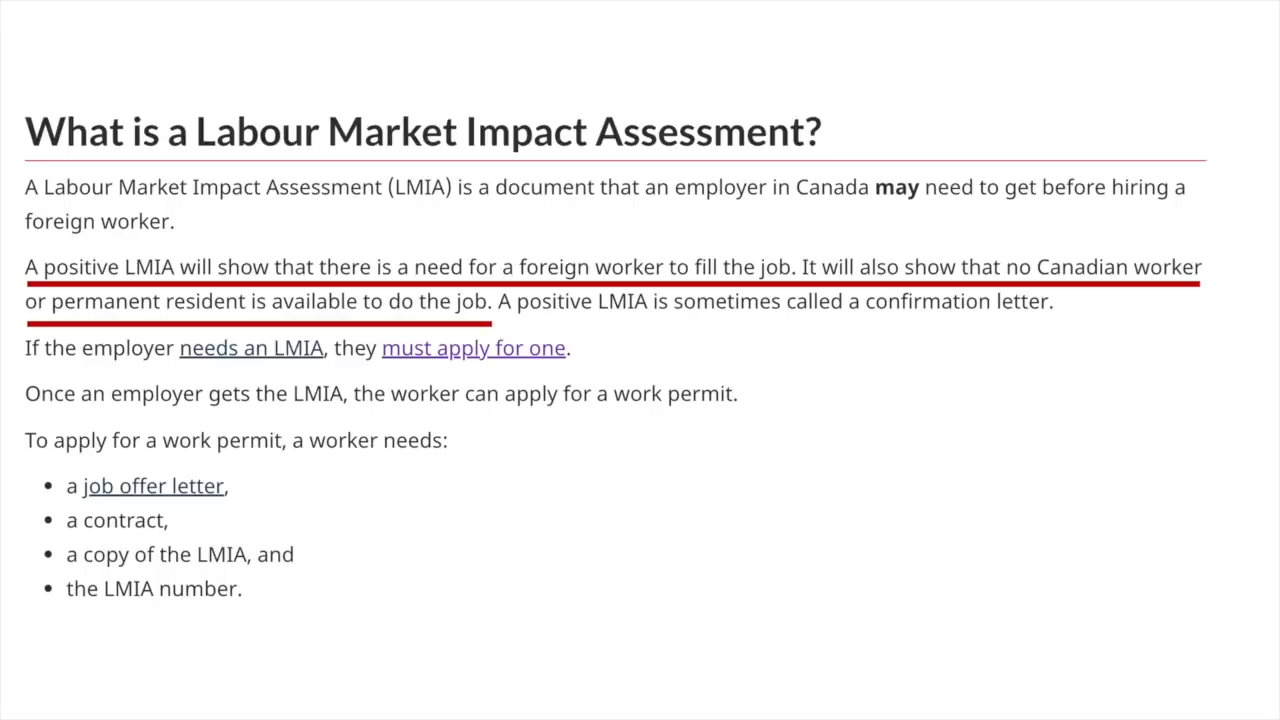 What is a Labour Market Impact Assessment?
A Labour Market Impact Assessment (LMIA) is a document that an employer in Canada may need to get before hiring a
foreign worker.
A positive LMIA will show that there is a need for a foreign worker to fill the job. It will also show that no Canadian worker
or permanent resident is available to do the job. A positive LMIA is sometimes called a confirmation letter.
If the employer needs an LMIA, they must apply for one.
Once an employer gets the LMIA, the worker can apply for a work permit.
To apply for a work permit, a worker needs:
• a job offer letter,
• a contract,
• a copy of the LMIA, and
• the LMIA number.